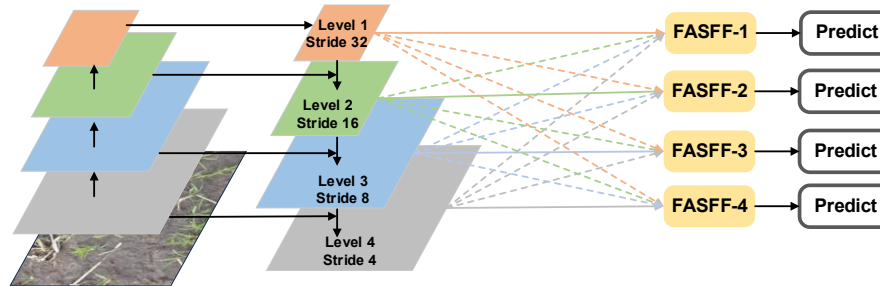 Level 1
Stride 32
Level 2
Stride 16
Level 3
Stride 8
Level 4
Stride 4
FASFF-1
Predict
FASFF-2
Predict
FASFF-3
Predict
FASFF-4
Predict